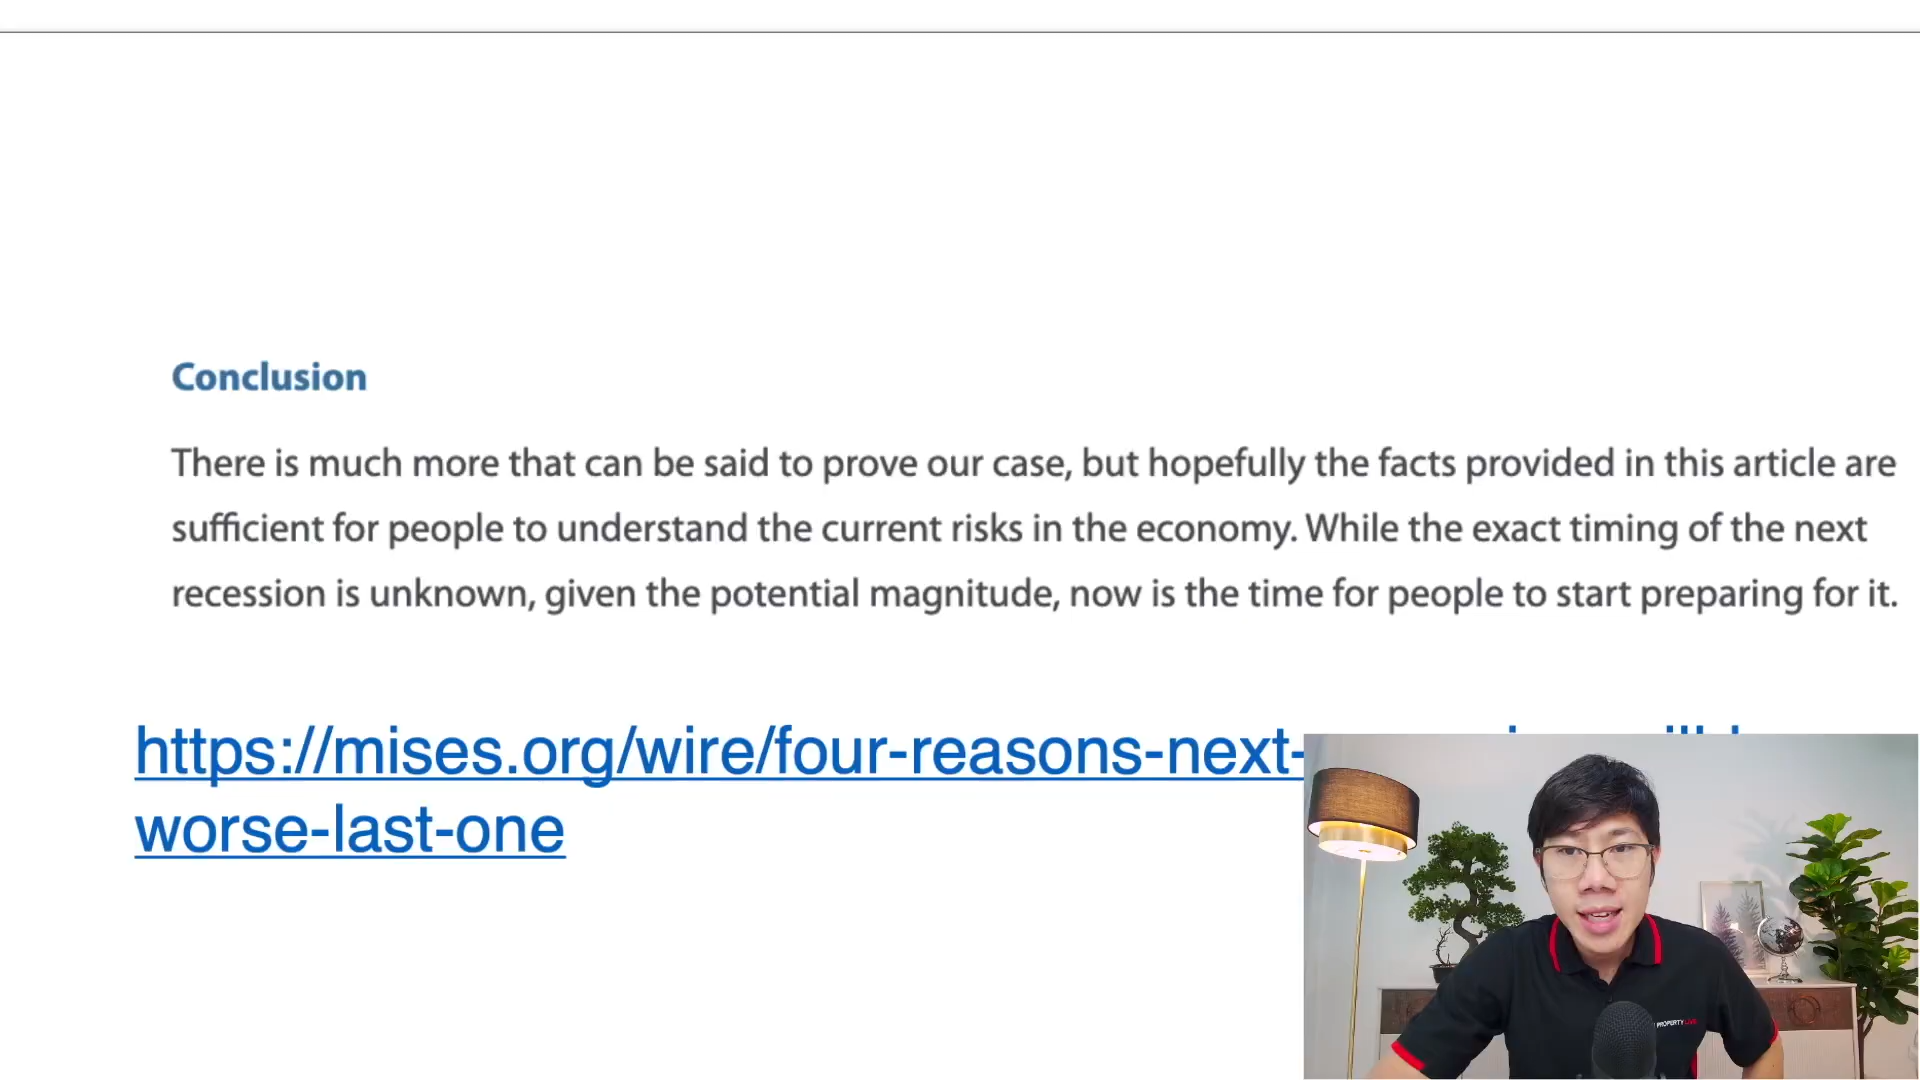 Conclusion
There is much more that can be said to prove our case, but hopefully the facts provided in this article are
sufficient for people to understand the current risks in the economy. While the exact timing of the next
recession is unknown, given the potential magnitude, now is the time for people to start preparing for it.
https://mises.org/wire/four-reasons-next-
worse-last-one
PROPERTY LIVE